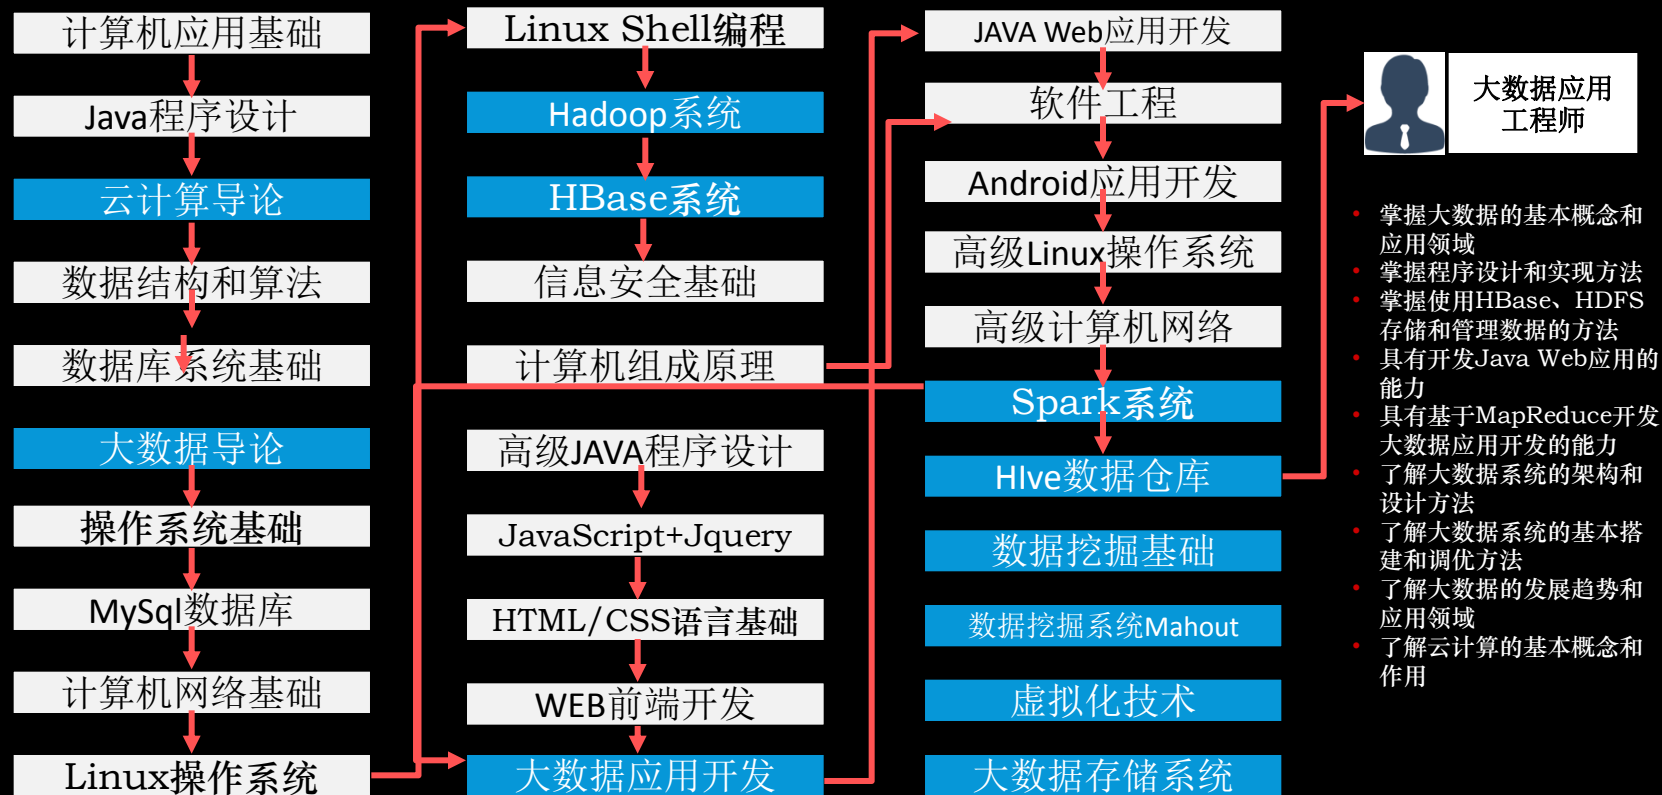 计算机应用基础
Java程序设计
云计算导论
数据结构和算法
数据库系统基础
大数据导论
操作系统基础
MySql数据库
计算机网络基础
Linux操作系统
Linux Shell编程
Hadoop系统
HBase系统
信息安全基础
计算机组成原理
高级JAVA程序设计
JavaScript+Jquery
HTML/CSS语言基础
WEB前端开发
大数据应用开发
JAVA Web应用开发
软件工程
Android应用开发
高级Linux操作系统
高级计算机网络
Spark系统
HIve数据仓库
数据挖掘基础
数据挖掘系统Mahout
虚拟化技术
大数据存储系统
大数据应用
工程师
• 掌握大数据的基本概念和
应用领域
• 掌握程序设计和实现方法
• 掌握使用HBase、HDFS
存储和管理数据的方法
• 具有开发Java Web应用的
能力
• 具有基于MapReduce开发
大数据应用开发的能力
• 了解大数据系统的架构和
设计方法
• 了解大数据系统的基本搭
建和调优方法
• 了解大数据的发展趋势和
应用领域
• 了解云计算的基本概念和
作用